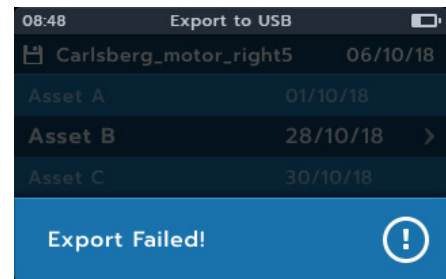 08:48 Export to USB
Carlsberg_motor_right5 06/10/18
Asset A 01/10/18
Asset B 28/10/18
Asset C 30/10/18
Export Failed!